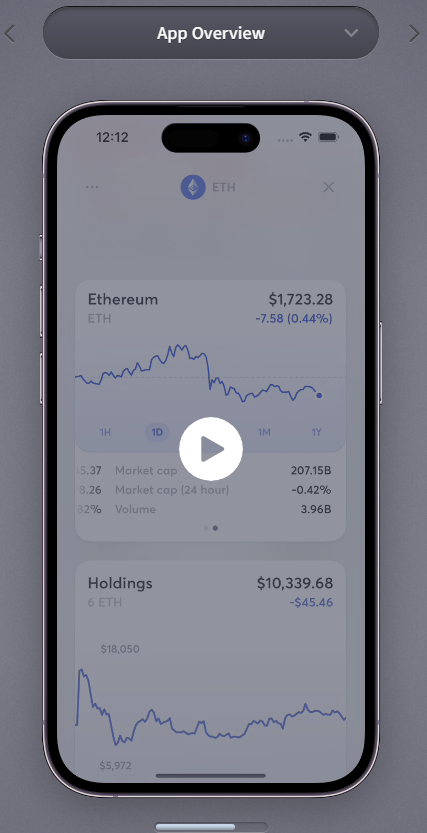 App Overview
12:12
ETH
Ethereum $1,723.28
ETH -7.58 (0.44%)
1H 1D 1M 1Y
5.37 Market cap 207.15B
8.26 Market cap (24 hour) -0.42%
82% Volume 3.96B
Holdings $10,339.68
6 ETH -$45.46
$18,050
$5,972